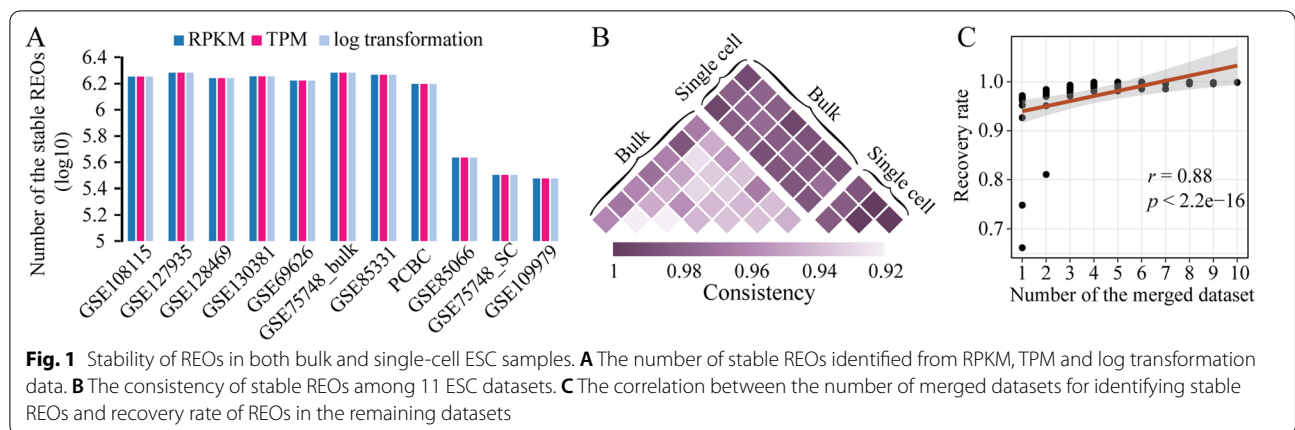 A
RPKM TPM log transformation
Number of the stable REOs
(log10)
6.4
6.2
6
5.8
5.6
5.4
5.2
5
GSE108115
GSE127935
GSE128469
GSE130381
GSE69626
GSE75748_bulk
GSE85331
PCBC
GSE85066
GSE75748_SC
GSE109979
B
Single cell
Bulk
Bulk
Single cell
1 0.98 0.96 0.94 0.92
Consistency
C
Recovery rate
1.0
0.9
0.8
0.7
r = 0.88
p < 2.2e−16
1 2 3 4 5 6 7 8 9 10
Number of the merged dataset
Fig. 1 Stability of REOs in both bulk and single-cell ESC samples. A The number of stable REOs identified from RPKM, TPM and log transformation
data. B The consistency of stable REOs among 11 ESC datasets. C The correlation between the number of merged datasets for identifying stable
REOs and recovery rate of REOs in the remaining datasets